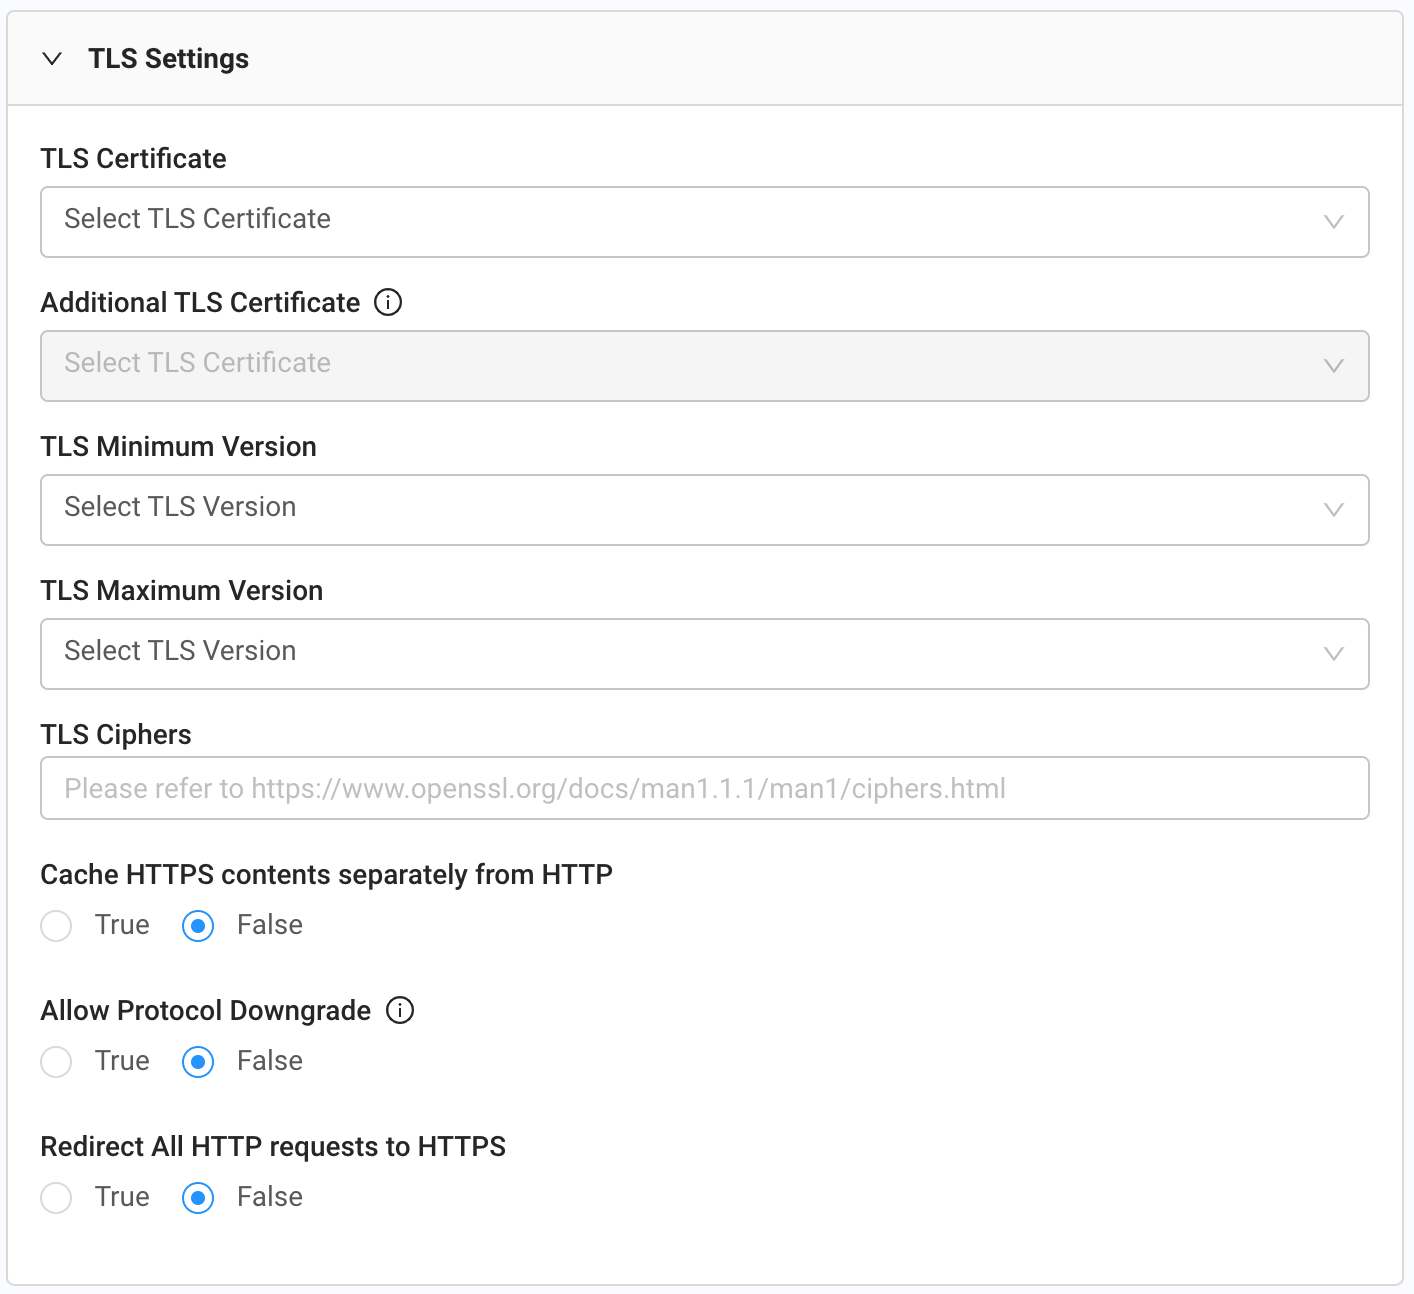 TLS Settings
TLS Certificate
Select TLS Certificate
Additional TLS Certificate
Select TLS Certificate
TLS Minimum Version
Select TLS Version
TLS Maximum Version
Select TLS Version
TLS Ciphers
Please refer to https://www.openssl.org/docs/man1.1.1/man1/ciphers.html
Cache HTTPS contents separately from HTTP
True False
Allow Protocol Downgrade
True False
Redirect All HTTP requests to HTTPS
True False